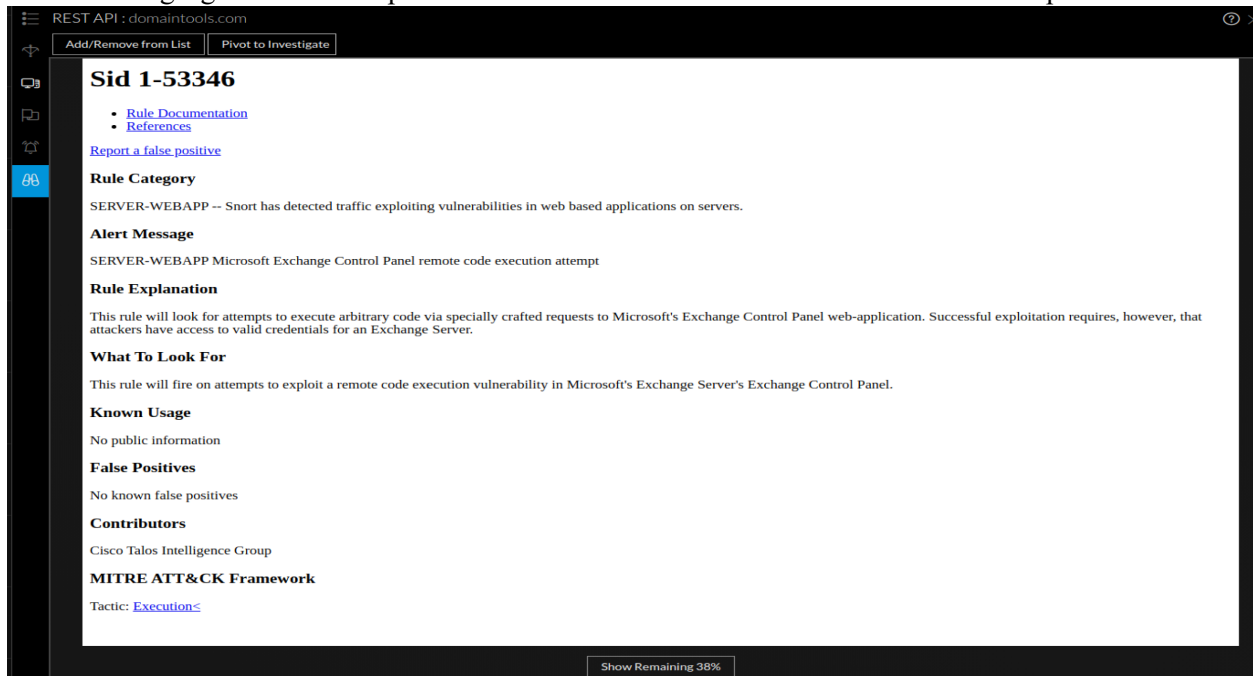 REST API : domaintools.com
Add/Remove from List Pivot to Investigate
Sid 1-53346
Rule Documentation
References
Report a false positive
Rule Category
SERVER-WEBAPP -- Snort has detected traffic exploiting vulnerabilities in web based applications on servers.
Alert Message
SERVER-WEBAPP Microsoft Exchange Control Panel remote code execution attempt
Rule Explanation
This rule will look for attempts to execute arbitrary code via specially crafted requests to Microsoft's Exchange Control Panel web-application. Successful exploitation requires, however, that
attackers have access to valid credentials for an Exchange Server.
What To Look For
This rule will fire on attempts to exploit a remote code execution vulnerability in Microsoft's Exchange Server's Exchange Control Panel.
Known Usage
No public information
False Positives
No known false positives
Contributors
Cisco Talos Intelligence Group
MITRE ATT&CK Framework
Tactic: Execution<
Show Remaining 38%